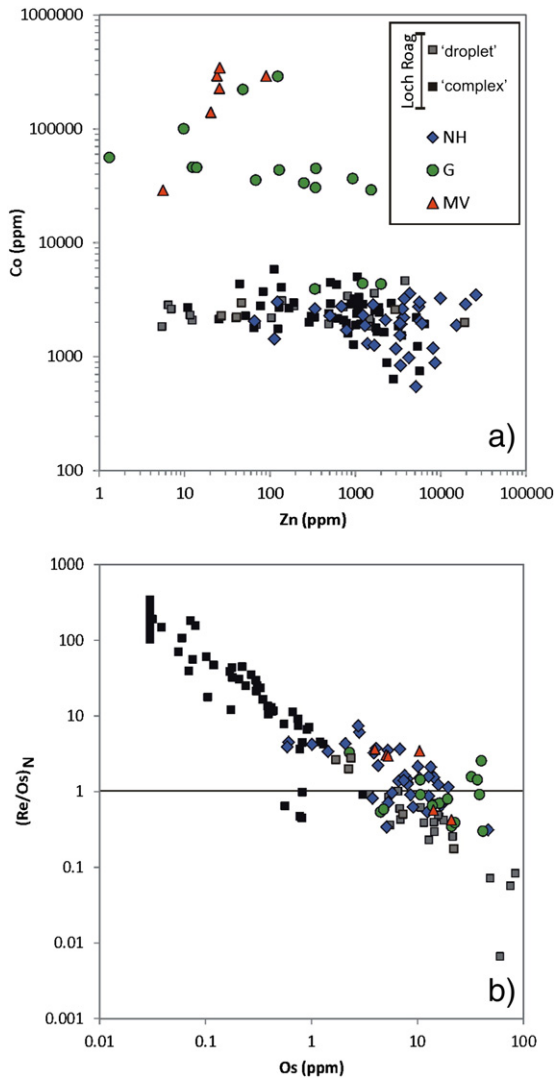 1000000
100000
10000
1000
100
Co (ppm)
1
10
100
1000
10000
100000
Zn (ppm)
Loch Roag
'droplet'
'complex'
NH
G
MV
a)
1000
100
10
1
0.1
0.01
0.001
(Re/Os)N
0.01
0.1
1
10
100
Os (ppm)
b)